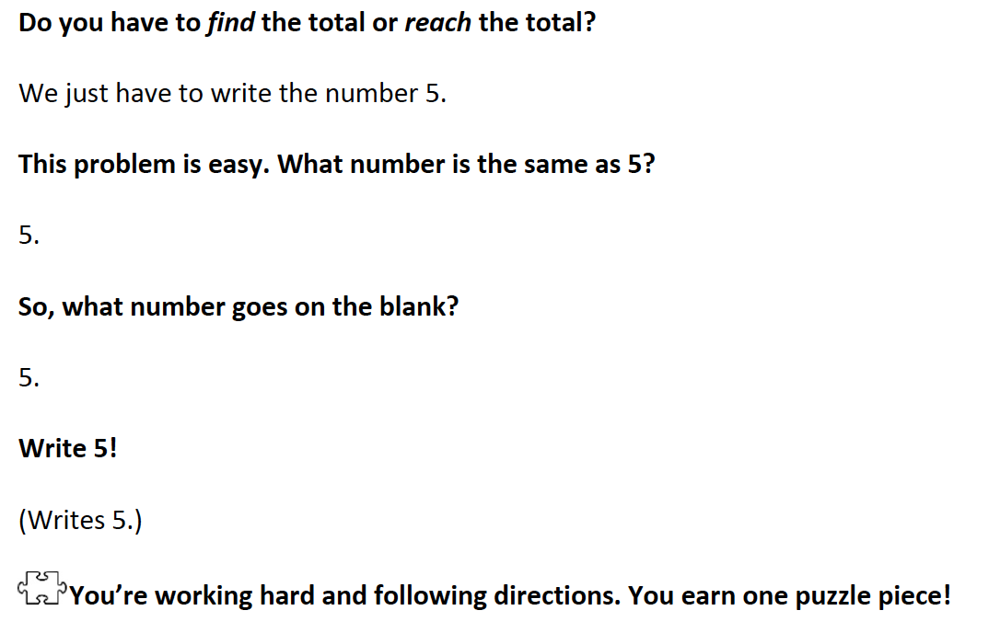 Do you have to find the total or reach the total?
We just have to write the number 5.
This problem is easy. What number is the same as 5?
5.
So, what number goes on the blank?
5.
Write 5!
(Writes 5.)
You’re working hard and following directions. You earn one puzzle piece!